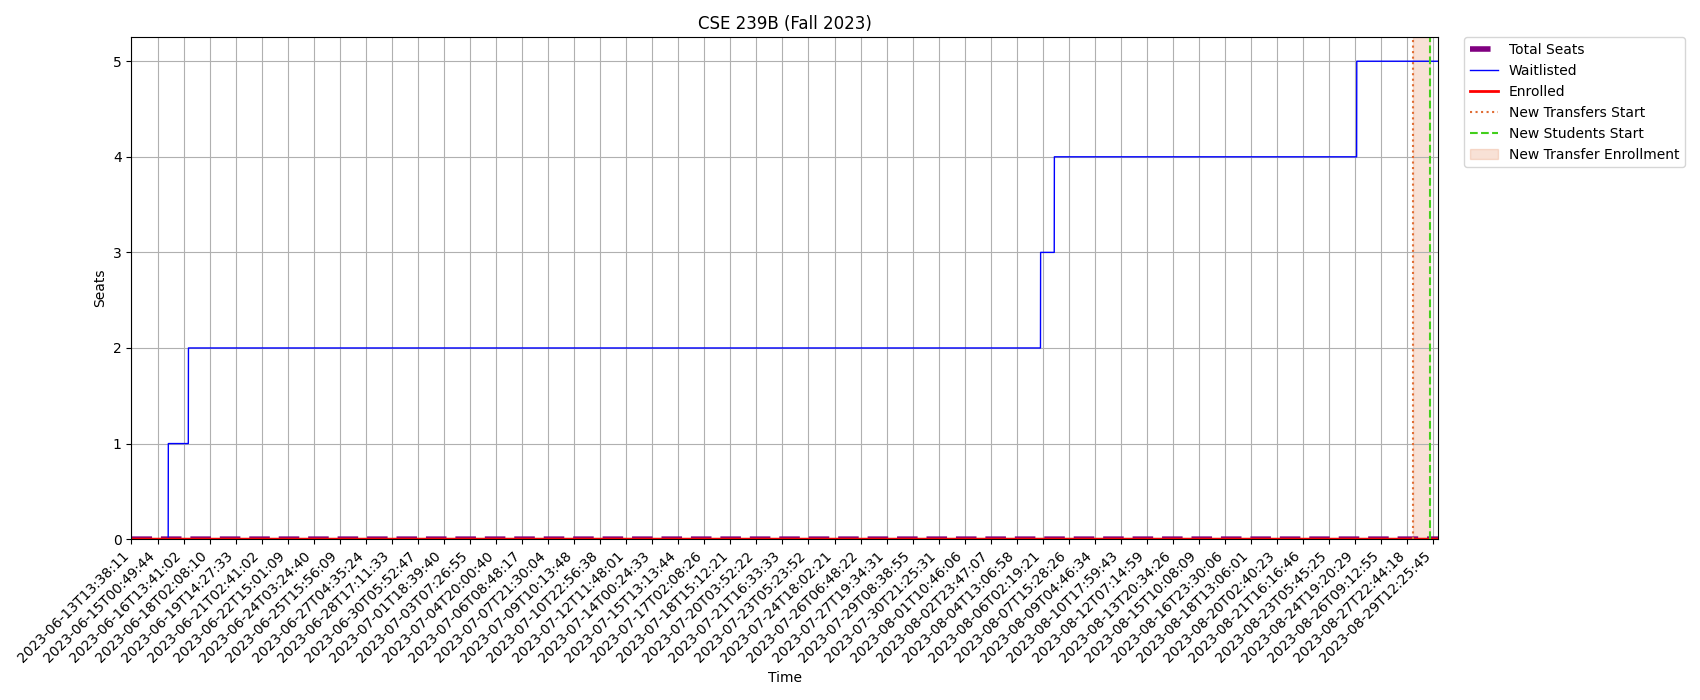 CSE 239B (Fall 2023)
Total Seats
Waitlisted
Enrolled
New Transfers Start
New Students Start
New Transfer Enrollment
Seats
5
4
3
2
1
0
2023-06-13T13:38:11
2023-06-15T00:49:44
2023-06-16T13:41:02
2023-06-18T02:08:10
2023-06-19T14:27:33
2023-06-21T02:41:02
2023-06-22T15:01:09
2023-06-24T03:24:40
2023-06-25T15:56:09
2023-06-27T04:35:24
2023-06-28T17:11:33
2023-06-30T05:52:47
2023-07-01T18:39:40
2023-07-03T07:26:55
2023-07-04T20:00:40
2023-07-06T08:48:17
2023-07-07T21:30:04
2023-07-09T10:13:48
2023-07-10T22:56:38
2023-07-12T11:48:01
2023-07-14T00:24:33
2023-07-15T13:13:44
2023-07-17T02:08:26
2023-07-18T15:12:21
2023-07-20T03:52:22
2023-07-21T16:33:33
2023-07-23T05:23:52
2023-07-24T18:02:21
2023-07-26T06:48:22
2023-07-27T19:34:31
2023-07-29T08:38:55
2023-07-30T21:25:31
2023-08-01T10:46:06
2023-08-02T23:47:07
2023-08-04T13:06:58
2023-08-06T02:19:21
2023-08-07T15:28:26
2023-08-09T04:46:34
2023-08-10T17:59:43
2023-08-12T07:14:59
2023-08-13T20:34:26
2023-08-15T10:08:09
2023-08-16T23:30:06
2023-08-18T13:06:01
2023-08-20T02:40:23
2023-08-21T16:16:46
2023-08-23T05:45:25
2023-08-24T19:20:29
2023-08-26T09:12:55
2023-08-27T22:44:18
2023-08-29T12:25:45
Time